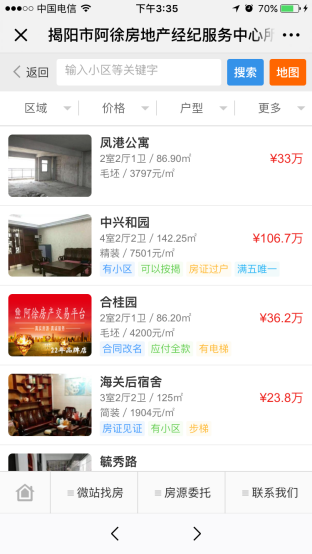 中国电信
下午3:35
70%
揭阳市阿徐房地产经纪服务中心所
返回
输入小区等关键字
搜索
地图
区域
价格
户型
更多
凤港公寓
2室2厅1卫 / 86.90㎡
¥33万
毛坯 / 3797元/㎡
中兴和园
4室2厅2卫 / 142.25㎡
¥106.7万
精装 / 7501元/㎡
有小区 可以按揭 房证过户 满五唯一
阿徐房产交易平台
22年品牌店
合桂园
2室2厅1卫 / 86.20㎡
¥36.2万
毛坯 / 4200元/㎡
合同改名 应付全款 有电梯
海关后宿舍
3室2厅2卫 / 125㎡
¥23.8万
简装 / 1904元/㎡
房证见证 有小区 步梯
毓秀路
微站找房
房源委托
联系我们